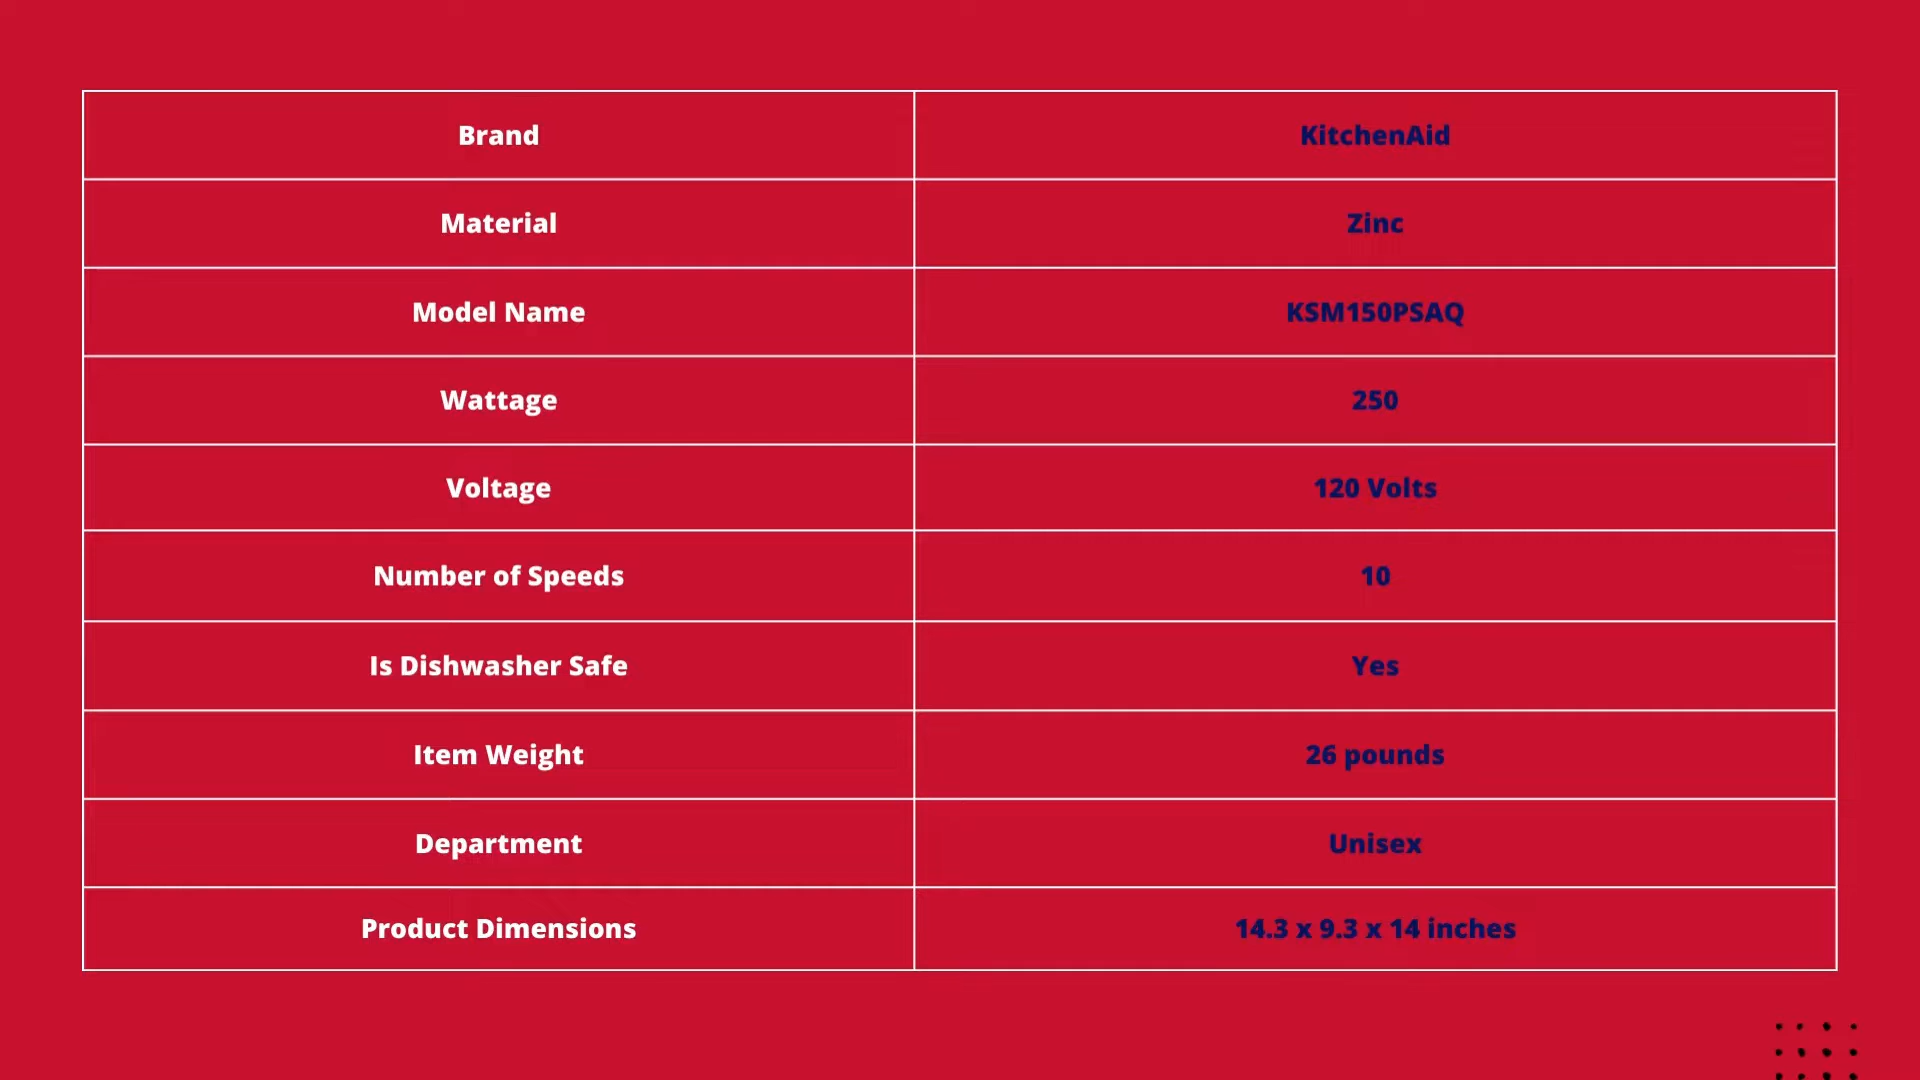 Brand KitchenAid
Material Zinc
Model Name KSM150PSAQ
Wattage 250
Voltage 120 Volts
Number of Speeds 10
Is Dishwasher Safe Yes
Item Weight 26 pounds
Department Unisex
Product Dimensions 14.3 x 9.3 x 14 inches